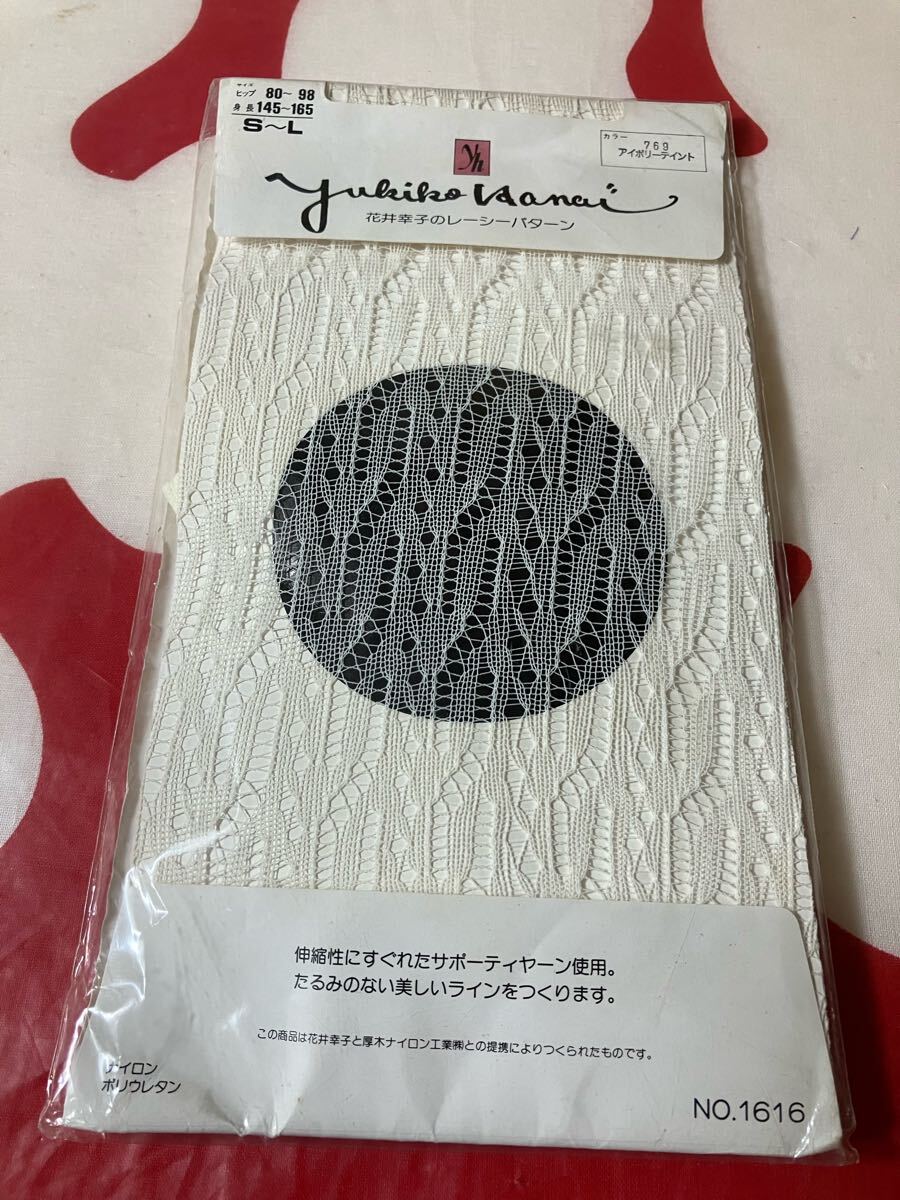 サイズ
ヒップ 80～98
身長 145～165
S～L
yh
カラー
769
アイボリーテイント
Yukiko Hanai
花井幸子のレーシーパターン
伸縮性にすぐれたサポーティヤーン使用。
たるみのない美しいラインをつくります。
この商品は花井幸子と厚木ナイロン工業㈱との提携によりつくられたものです。
ナイロン
ポリウレタン
NO.1616